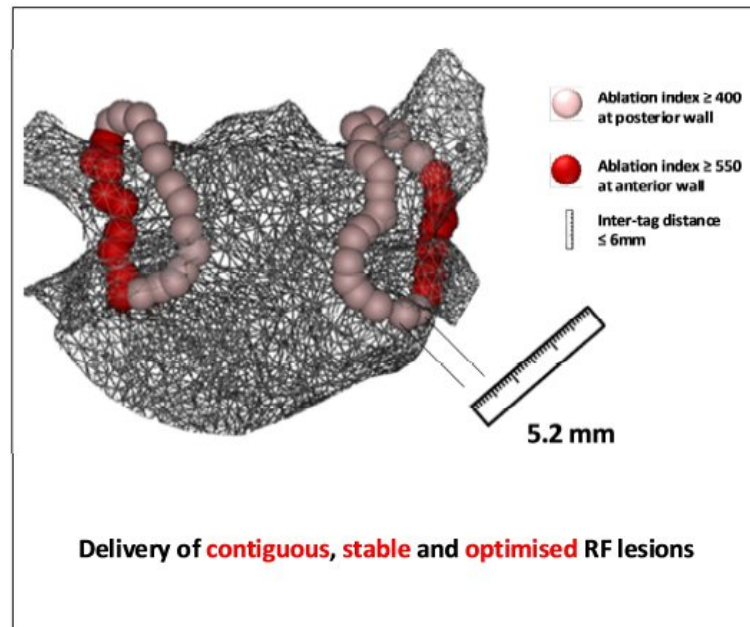 Ablation index ≥ 400
at posterior wall
Ablation index ≥ 550
at anterior wall
Inter-tag distance
≤ 6mm
5.2 mm
Delivery of contiguous, stable and optimised RF lesions